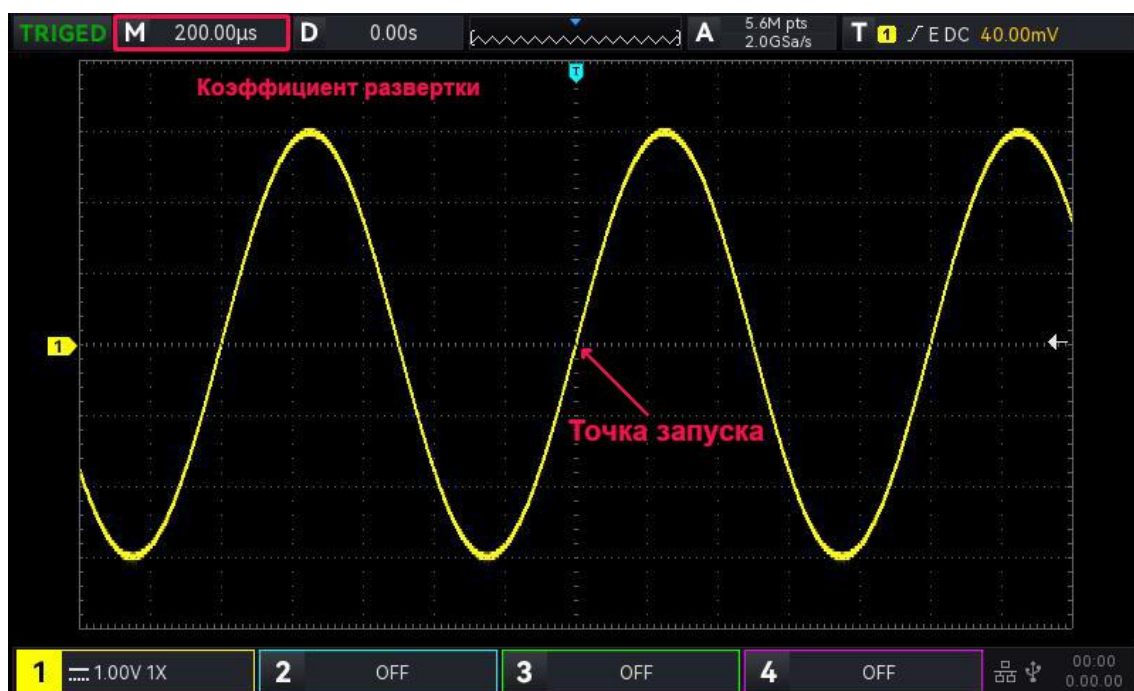 TRIGED M 200.00µs D 0.00s A 5.6M pts 2.0GSa/s T 1 E DC 40.00mV
T
Коэффициент развертки
1
Точка запуска
1 1.00V 1X 2 OFF 3 OFF 4 OFF 00:00
0.00.00